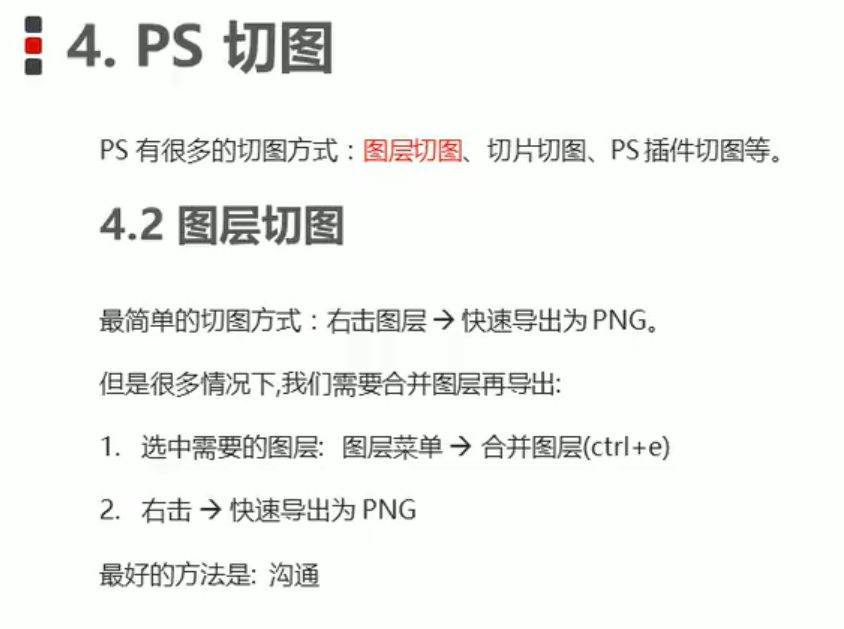 4. PS 切图
PS 有很多的切图方式：图层切图、切片切图、PS 插件切图等。
4.2 图层切图
最简单的切图方式：右击图层 → 快速导出为 PNG。
但是很多情况下,我们需要合并图层再导出:
1. 选中需要的图层: 图层菜单 → 合并图层(ctrl+e)
2. 右击 → 快速导出为 PNG
最好的方法是: 沟通